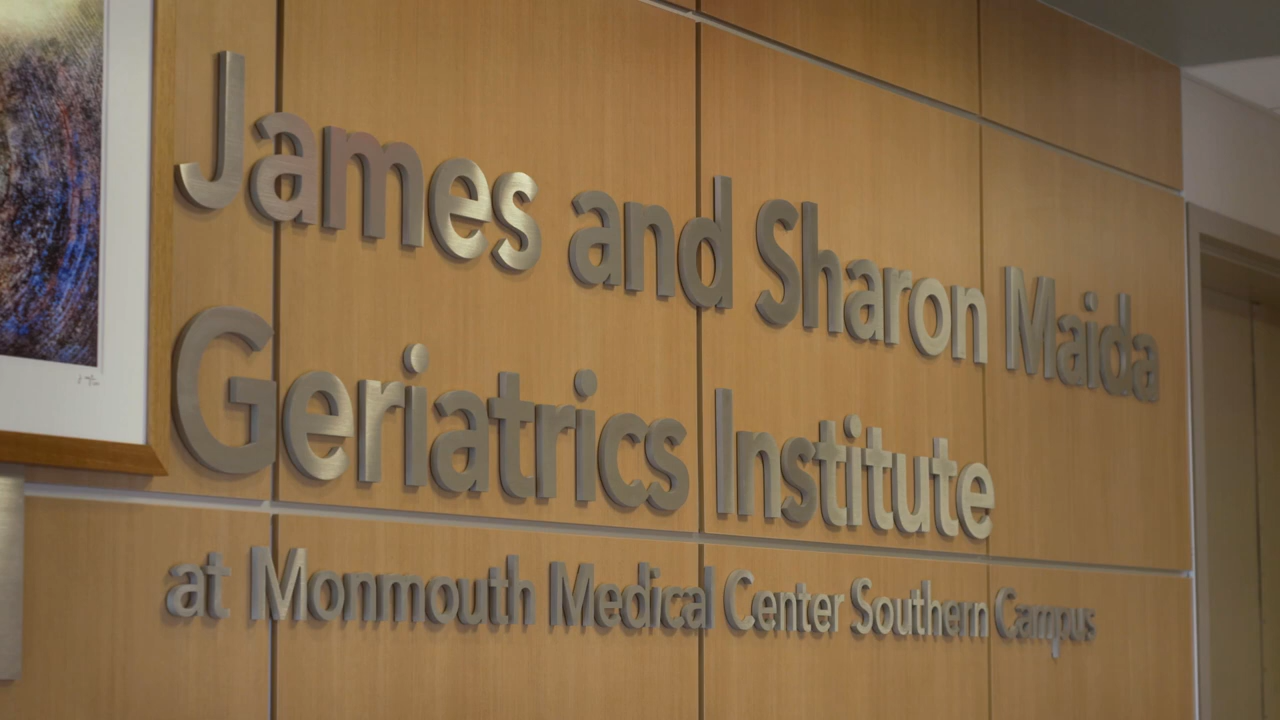 James and Sharon Maida
Geriatrics Institute
at Monmouth Medical Center Southern Campus